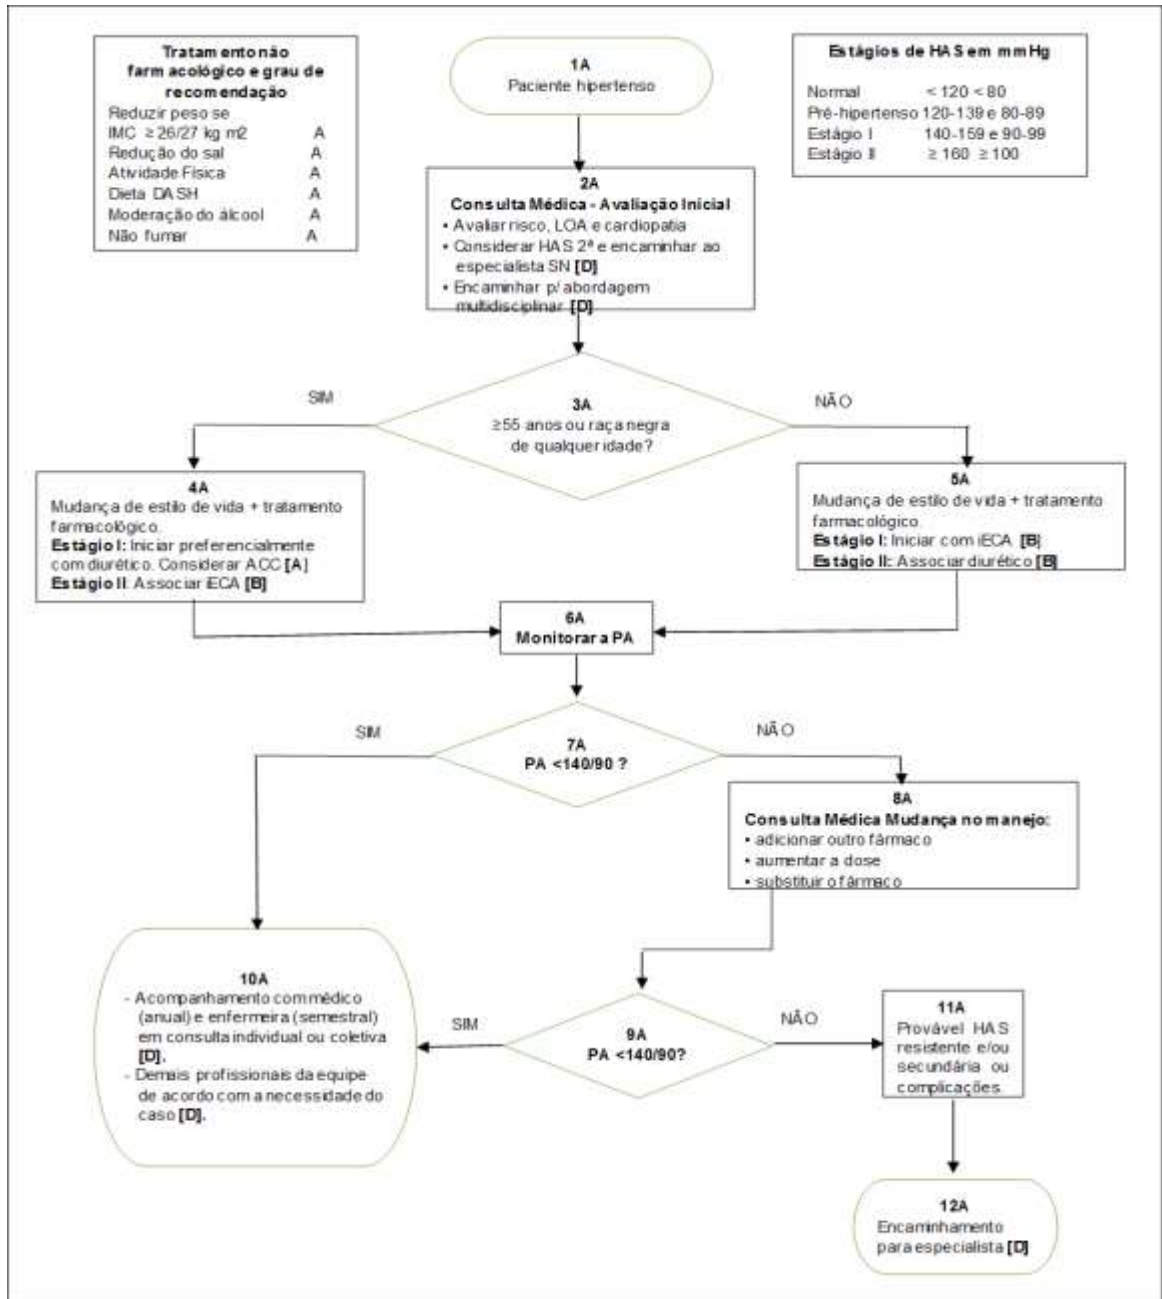 Tratamento não
farmacológico e grau de
recomendação
Reduzir peso se
IMC ≥ 26/27 kg m2 A
Redução do sal A
Atividade Física A
Dieta DASH A
Moderação do álcool A
Não fumar A
1A
Paciente hipertenso
Estágios de HAS em mmHg
Normal < 120 < 80
Pré-hipertenso 120-139 e 80-89
Estágio I 140-159 e 90-99
Estágio II ≥ 160 ≥ 100
2A
Consulta Médica - Avaliação Inicial
• Avaliar risco, LOA e cardiopatia
• Considerar HAS 2ª e encaminhar ao
especialista SN [D]
• Encaminhar p/ abordagem
multidisciplinar [D]
SIM
3A
≥55 anos ou raça negra
de qualquer idade?
NÃO
4A
Mudança de estilo de vida + tratamento
farmacológico.
Estágio I: Iniciar preferencialmente
com diurético. Considerar ACC [A]
Estágio II: Associar iECA [B]
5A
Mudança de estilo de vida + tratamento
farmacológico.
Estágio I: Iniciar com iECA [B]
Estágio II: Associar diurético [B]
6A
Monitorar a PA
SIM
7A
PA <140/90 ?
NÃO
8A
Consulta Médica Mudança no manejo:
• adicionar outro fármaco
• aumentar a dose
• substituir o fármaco
10A
- Acompanhamento com médico
(anual) e enfermeira (semestral)
em consulta individual ou coletiva
[D].
- Demais profissionais da equipe
de acordo com a necessidade do
caso [D].
SIM
9A
PA <140/90?
NÃO
11A
Provável HAS
resistente e/ou
secundária ou
complicações.
12A
Encaminhamento
para especialista [D]